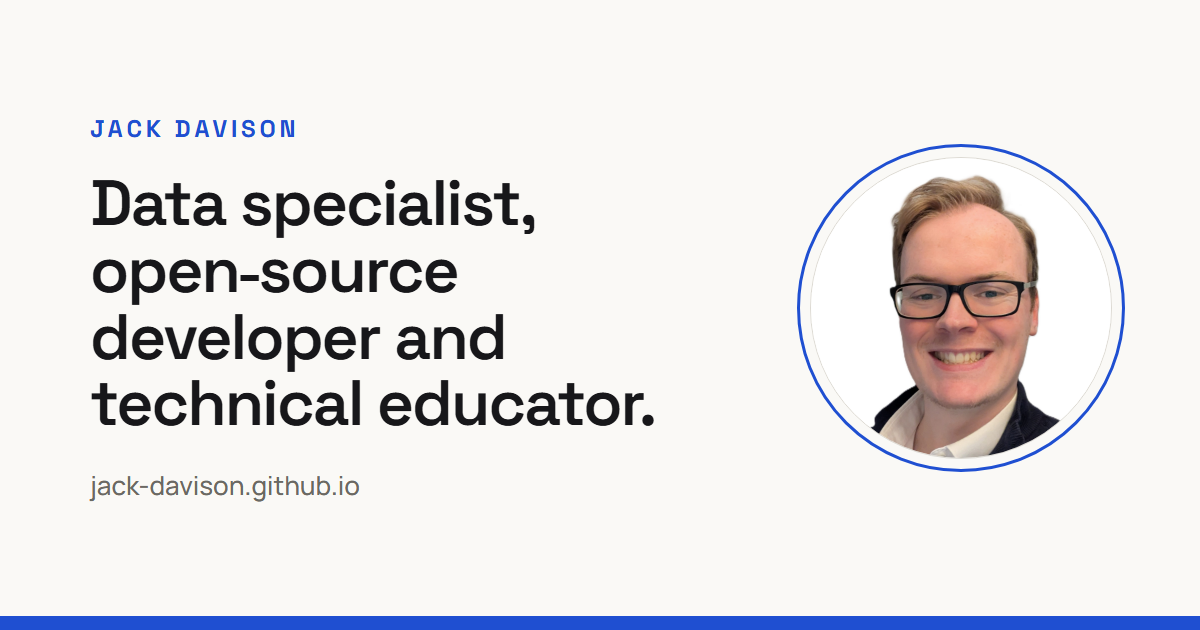 JACK DAVISON
Data specialist,
open-source
developer and
technical educator.
jack-davison.github.io